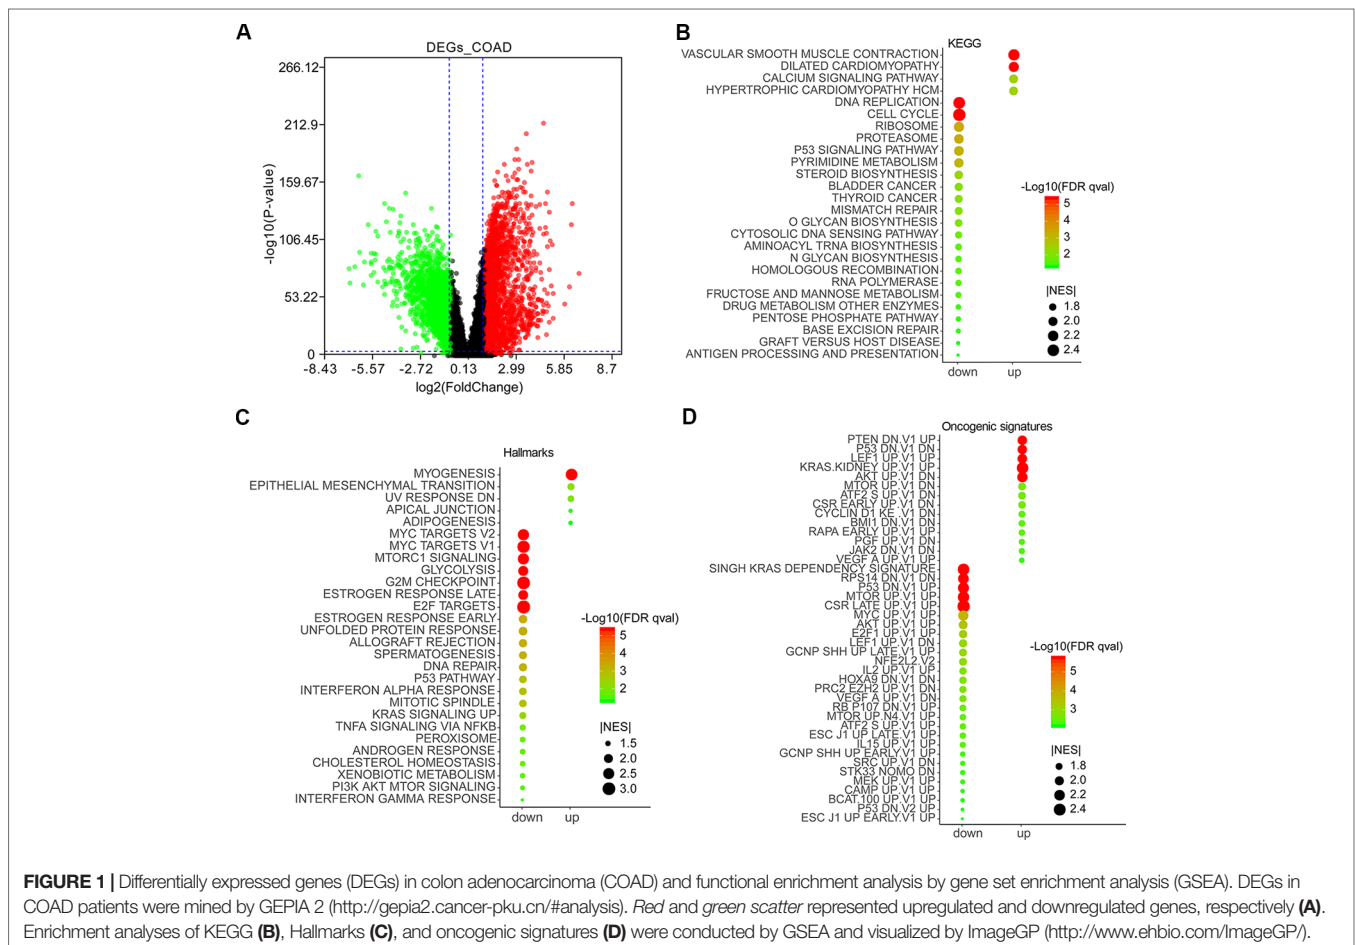 A
DEGs_COAD
-log10(P-value)
266.12
212.9
159.67
106.45
53.22
0
-8.43 -5.57 -2.72 0.13 2.99 5.85 8.7
log2(FoldChange)
B
KEGG
VASCULAR SMOOTH MUSCLE CONTRACTION
DILATED CARDIOMYOPATHY
CALCIUM SIGNALING PATHWAY
HYPERTROPHIC CARDIOMYOPATHY HCM
DNA REPLICATION
CELL CYCLE
RIBOSOME
PROTEASOME
P53 SIGNALING PATHWAY
PYRIMIDINE METABOLISM
STEROID BIOSYNTHESIS
BLADDER CANCER
THYROID CANCER
MISMATCH REPAIR
O GLYCAN BIOSYNTHESIS
CYTOSOLIC DNA SENSING PATHWAY
AMINOACYL TRNA BIOSYNTHESIS
N GLYCAN BIOSYNTHESIS
HOMOLOGOUS RECOMBINATION
RNA POLYMERASE
FRUCTOSE AND MANNOSE METABOLISM
DRUG METABOLISM OTHER ENZYMES
PENTOSE PHOSPHATE PATHWAY
BASE EXCISION REPAIR
GRAFT VERSUS HOST DISEASE
ANTIGEN PROCESSING AND PRESENTATION
down up
-Log10(FDR qval)
5
4
3
2
|NES|
1.8
2.0
2.2
2.4
C
Hallmarks
MYOGENESIS
EPITHELIAL MESENCHYMAL TRANSITION
UV RESPONSE DN
APICAL JUNCTION
ADIPOGENESIS
MYC TARGETS V2
MYC TARGETS V1
MTORC1 SIGNALING
GLYCOLYSIS
G2M CHECKPOINT
ESTROGEN RESPONSE LATE
E2F TARGETS
ESTROGEN RESPONSE EARLY
UNFOLDED PROTEIN RESPONSE
ALLOGRAFT REJECTION
SPERMATOGENESIS
DNA REPAIR
P53 PATHWAY
INTERFERON ALPHA RESPONSE
MITOTIC SPINDLE
KRAS SIGNALING UP
TNFA SIGNALING VIA NFKB
PEROXISOME
ANDROGEN RESPONSE
CHOLESTEROL HOMEOSTASIS
XENOBIOTIC METABOLISM
PI3K AKT MTOR SIGNALING
INTERFERON GAMMA RESPONSE
down up
-Log10(FDR qval)
5
4
3
2
|NES|
1.5
2.0
2.5
3.0
D
Oncogenic signatures
PTEN DN.V1 UP
P53 DN.V1 DN
LEF1 UP.V1 UP
KRAS.KIDNEY UP.V1 UP
AKT UP.V1 DN
MTOR UP.V1 DN
ATF2 S UP.V1 DN
CSR EARLY UP.V1 DN
CYCLIN D1 KE .V1 DN
BMI1 DN.V1 DN
RAPA EARLY UP.V1 UP
PGF UP.V1 DN
JAK2 DN.V1 DN
VEGF A UP.V1 UP
SINGH KRAS DEPENDENCY SIGNATURE
RPS14 DN.V1 DN
P53 DN.V1 UP
MTOR UP.V1 UP
CSR LATE UP.V1 UP
MYC UP.V1 UP
AKT UP.V1 UP
E2F1 UP.V1 UP
LEF1 UP.V1 DN
GCNP SHH UP LATE.V1 UP
NFE2L2.V2
IL2 UP.V1 UP
HOXA9 DN.V1 DN
PRC2 EZH2 UP.V1 DN
VEGF A UP.V1 DN
RB P107 DN.V1 UP
MTOR UP.N4.V1 UP
ATF2 S UP.V1 UP
ESC J1 UP LATE.V1 UP
IL15 UP.V1 UP
GCNP SHH UP EARLY.V1 UP
SRC UP.V1 DN
STK33 NOMO DN
MEK UP.V1 UP
CAMP UP.V1 UP
BCAT.100 UP.V1 UP
P53 DN.V2 UP
ESC J1 UP EARLY.V1 UP
down up
-Log10(FDR qval)
5
4
3
|NES|
1.8
2.0
2.2
2.4
FIGURE 1 | Differentially expressed genes (DEGs) in colon adenocarcinoma (COAD) and functional enrichment analysis by gene set enrichment analysis (GSEA). DEGs in
COAD patients were mined by GEPIA 2 (http://gepia2.cancer-pku.cn/#analysis). Red and green scatter represented upregulated and downregulated genes, respectively (A).
Enrichment analyses of KEGG (B), Hallmarks (C), and oncogenic signatures (D) were conducted by GSEA and visualized by ImageGP (http://www.ehbio.com/ImageGP/).